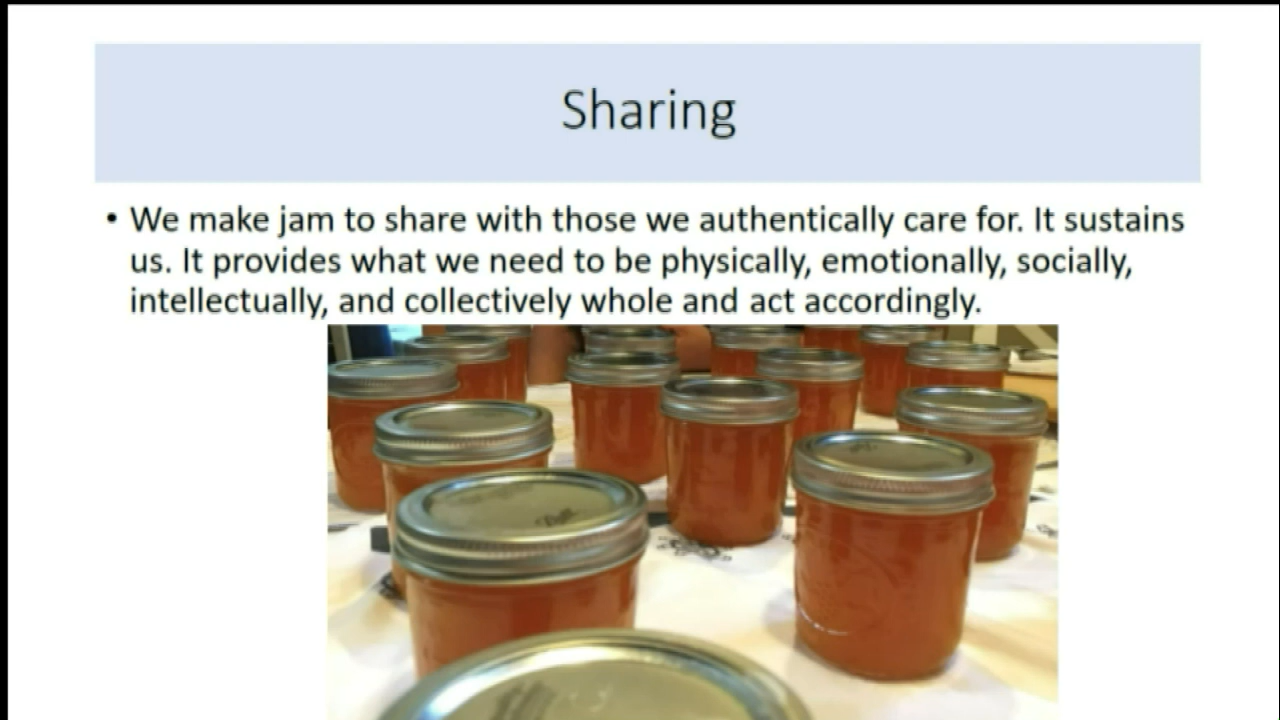 Sharing
• We make jam to share with those we authentically care for. It sustains
us. It provides what we need to be physically, emotionally, socially,
intellectually, and collectively whole and act accordingly.